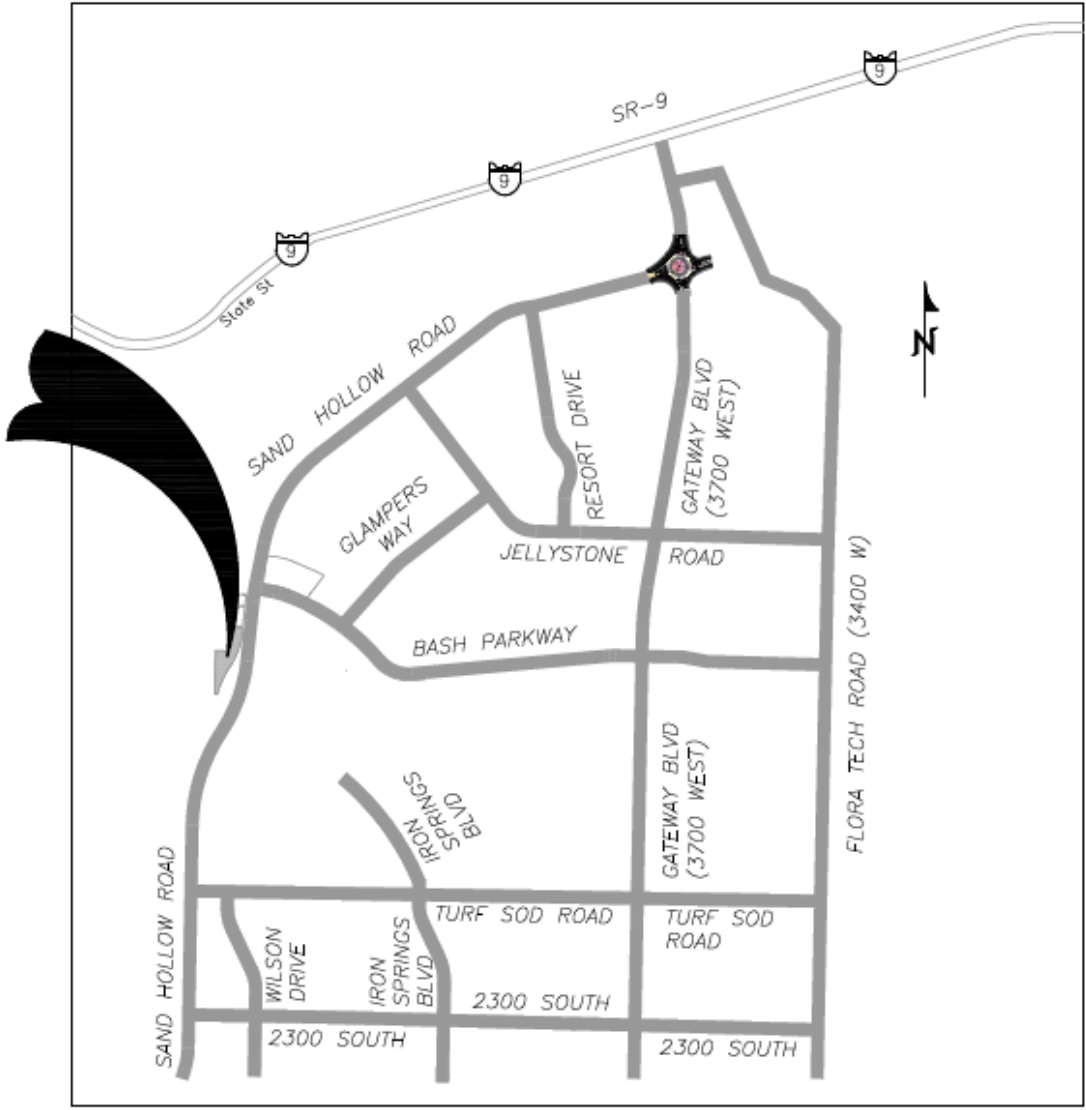 9
SR-9
9
9
State St
SAND HOLLOW ROAD
N
RESORT DRIVE
GATEWAY BLVD
(3700 WEST)
GLAMPERS
WAY
JELLYSTONE ROAD
FLORA TECH ROAD (3400 W)
BASH PARKWAY
GATEWAY BLVD
(3700 WEST)
IRON
SPRINGS
BLVD
SAND HOLLOW ROAD
TURF SOD ROAD
TURF SOD
ROAD
WILSON
DRIVE
IRON
SPRINGS
BLVD
2300 SOUTH
2300 SOUTH
2300 SOUTH